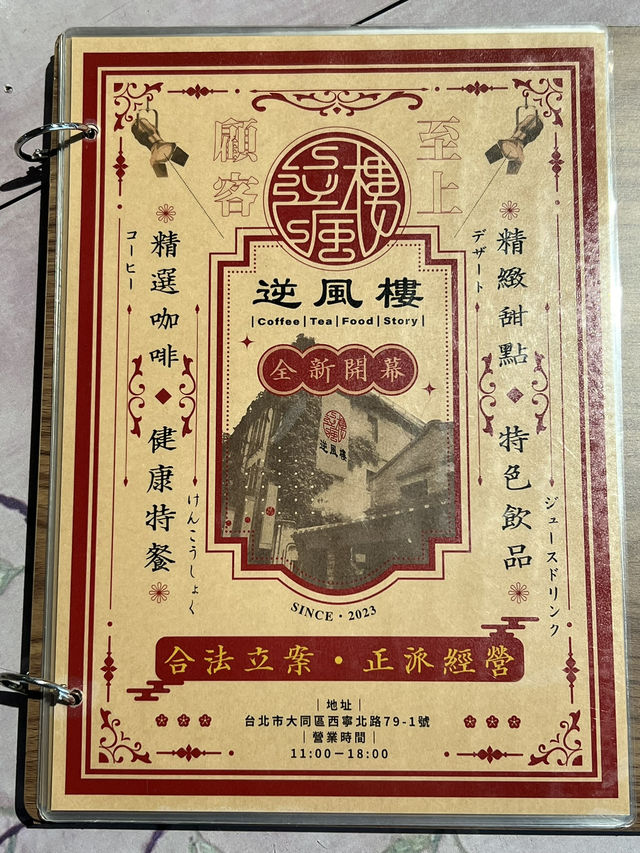 顧客
至上
逆風樓
逆風樓
|Coffee|Tea|Food|Story|
全新開幕
逆風樓
逆風樓
コーヒー
精選咖啡◆健康特餐
けんこうしょく
デザート
精緻甜點 特色飲品
ジュースドリンク
SINCE・2023
合法立案・正派經營
|地址|
台北市大同區西寧北路79-1號
|營業時間|
11:00－18:00